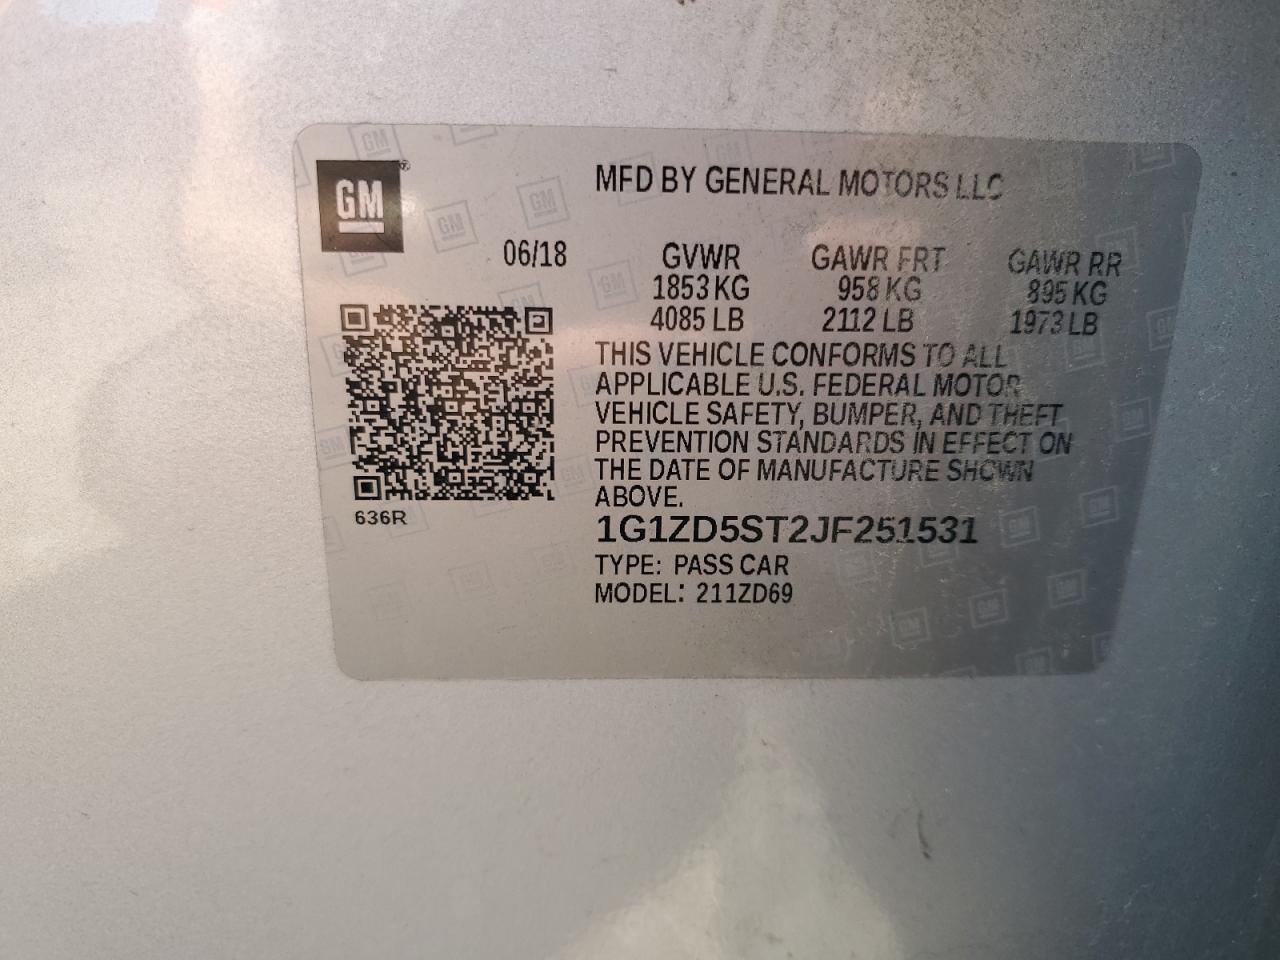 GM
MFD BY GENERAL MOTORS LLC
06/18 GVWR GAWR FRT GAWR RR
1853 KG 958 KG 895 KG
4085 LB 2112 LB 1973 LB
THIS VEHICLE CONFORMS TO ALL
APPLICABLE U.S. FEDERAL MOTOR
VEHICLE SAFETY, BUMPER, AND THEFT
PREVENTION STANDARDS IN EFFECT ON
THE DATE OF MANUFACTURE SHOWN
ABOVE.
636R
1G1ZD5ST2JF251531
TYPE: PASS CAR
MODEL: 211ZD69